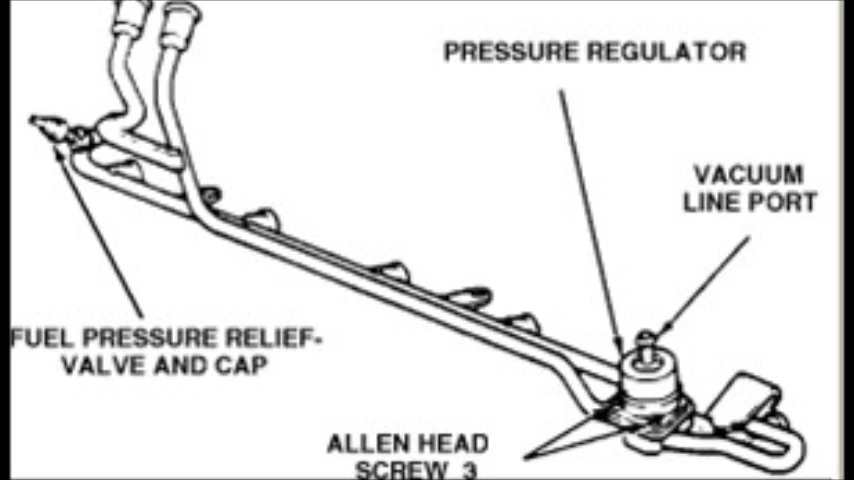 PRESSURE REGULATOR
VACUUM
LINE PORT
FUEL PRESSURE RELIEF-
VALVE AND CAP
ALLEN HEAD
SCREW 3